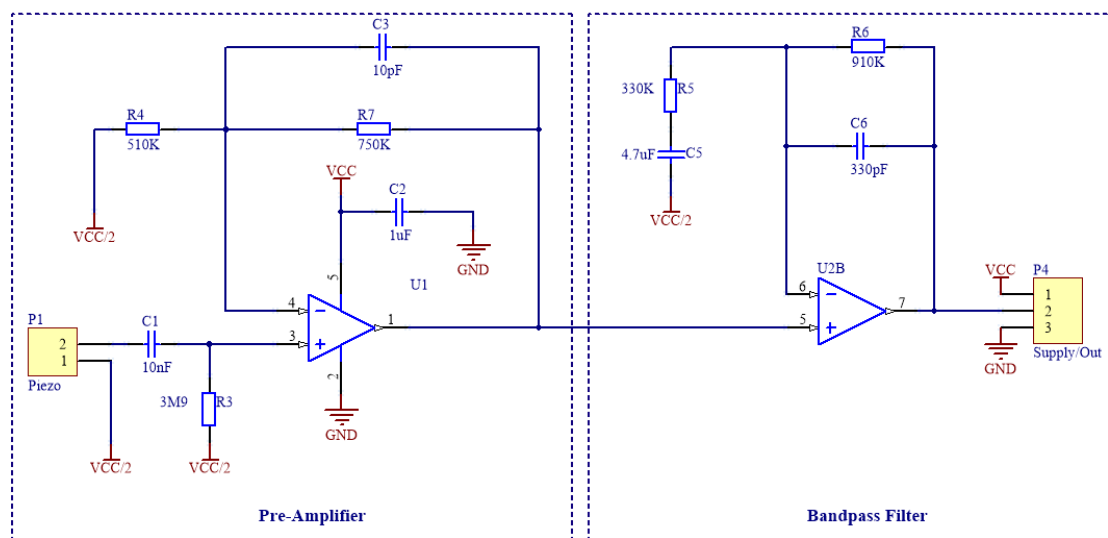 C3
10pF
R4
510K
R7
750K
VCC/2
VCC
C2
1uF
GND
5
U1
4
3
1
2
GND
P1
2
1
Piezo
C1
10nF
3M9
R3
VCC/2
VCC/2
Pre-Amplifier
R6
910K
330K
R5
C6
330pF
4.7uF
C5
VCC/2
U2B
6
5
7
VCC
P4
1
2
3
GND
Supply/Out
Bandpass Filter